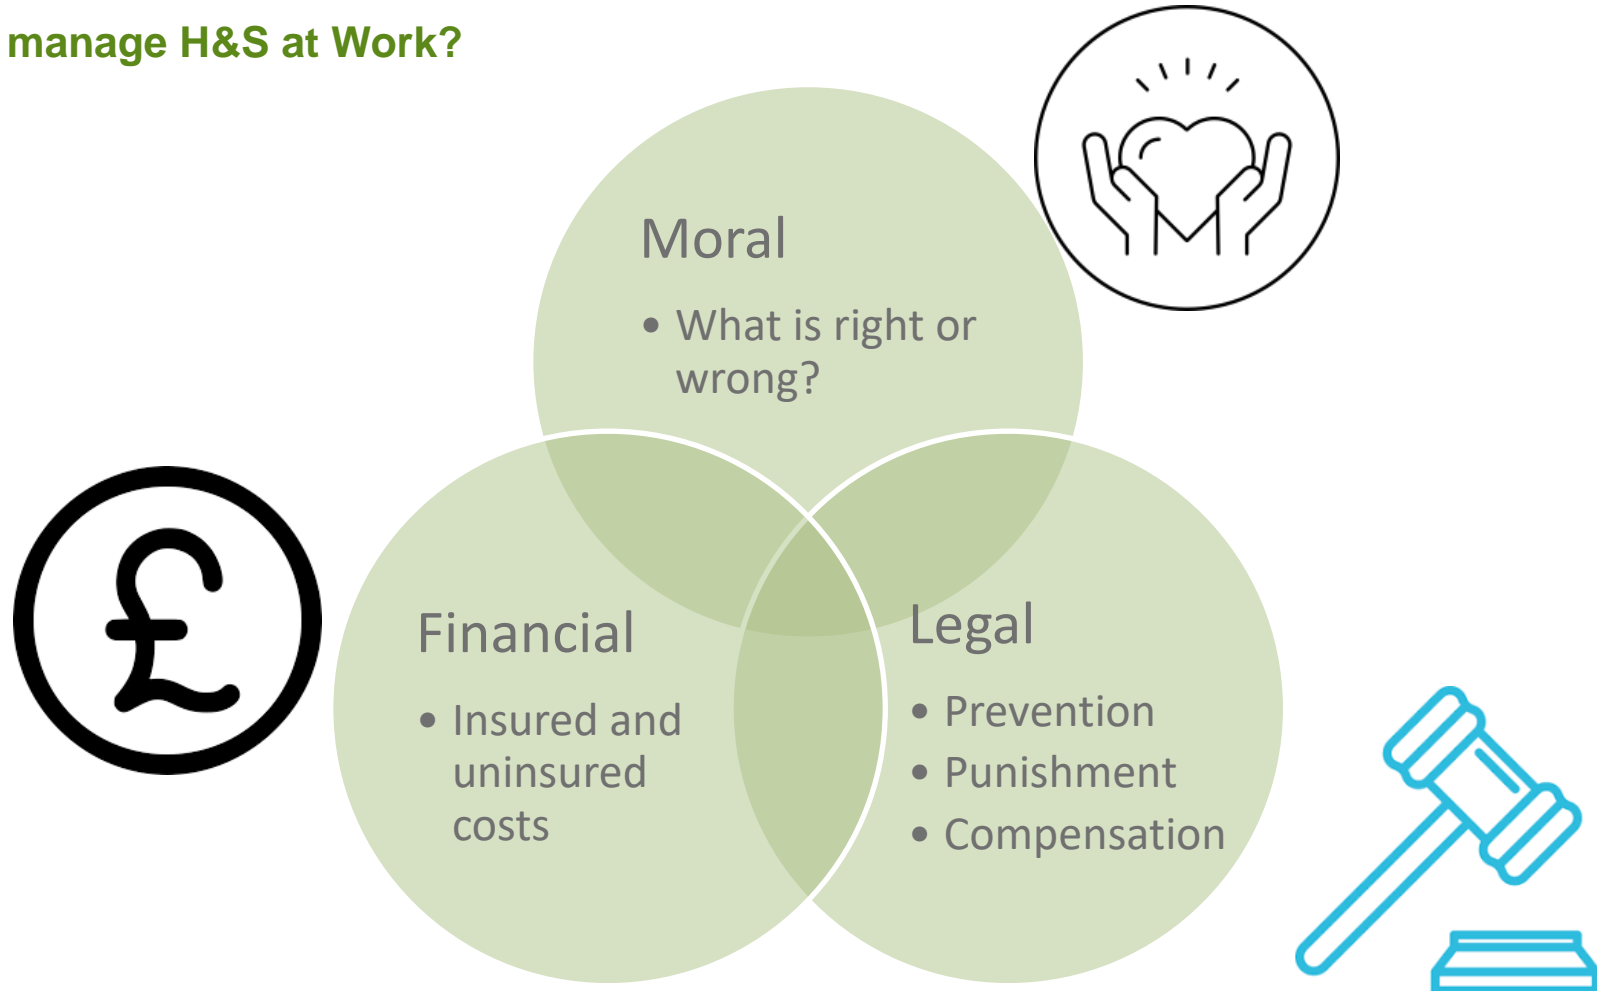 manage H&S at Work?
Moral
• What is right or
wrong?
Financial
• Insured and
uninsured
costs
Legal
• Prevention
• Punishment
• Compensation
£